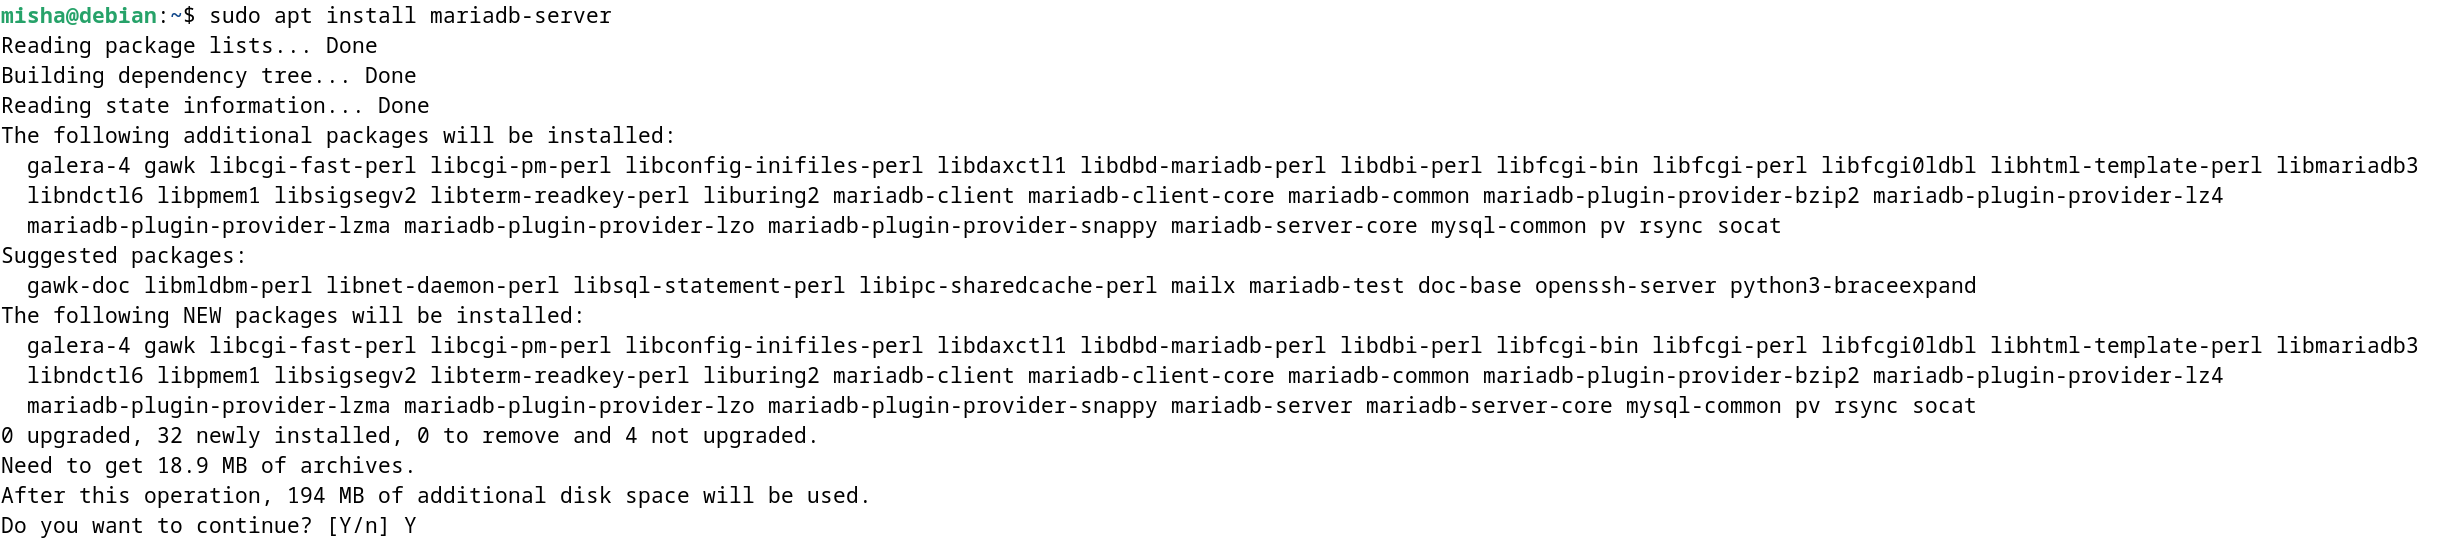 misha@debian:~$ sudo apt install mariadb-server
Reading package lists... Done
Building dependency tree... Done
Reading state information... Done
The following additional packages will be installed:
  galera-4 gawk libcgi-fast-perl libcgi-pm-perl libconfig-inifiles-perl libdaxctl1 libdbd-mariadb-perl libdbi-perl libfcgi-bin libfcgi-perl libfcgi0ldbl libhtml-template-perl libmariadb3
  libndctl6 libpmem1 libsigsegv2 libterm-readkey-perl liburing2 mariadb-client mariadb-client-core mariadb-common mariadb-plugin-provider-bzip2 mariadb-plugin-provider-lz4
  mariadb-plugin-provider-lzma mariadb-plugin-provider-lzo mariadb-plugin-provider-snappy mariadb-server-core mysql-common pv rsync socat
Suggested packages:
  gawk-doc libmldbm-perl libnet-daemon-perl libsql-statement-perl libipc-sharedcache-perl mailx mariadb-test doc-base openssh-server python3-braceexpand
The following NEW packages will be installed:
  galera-4 gawk libcgi-fast-perl libcgi-pm-perl libconfig-inifiles-perl libdaxctl1 libdbd-mariadb-perl libdbi-perl libfcgi-bin libfcgi-perl libfcgi0ldbl libhtml-template-perl libmariadb3
  libndctl6 libpmem1 libsigsegv2 libterm-readkey-perl liburing2 mariadb-client mariadb-client-core mariadb-common mariadb-plugin-provider-bzip2 mariadb-plugin-provider-lz4
  mariadb-plugin-provider-lzma mariadb-plugin-provider-lzo mariadb-plugin-provider-snappy mariadb-server mariadb-server-core mysql-common pv rsync socat
0 upgraded, 32 newly installed, 0 to remove and 4 not upgraded.
Need to get 18.9 MB of archives.
After this operation, 194 MB of additional disk space will be used.
Do you want to continue? [Y/n] Y